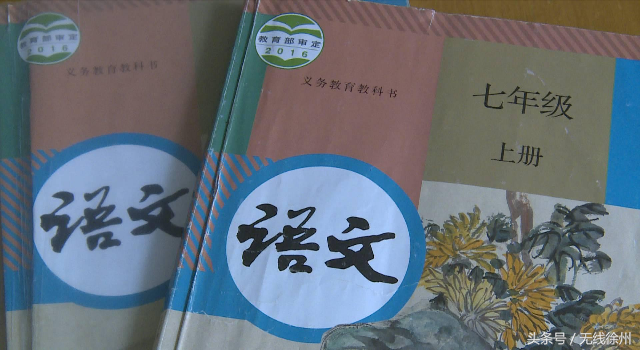 教育部审定
2016
义务教育教科书
语文
教育部审定
2016
义务教育教科书
七年级
上册
语文
头条号／无线徐州